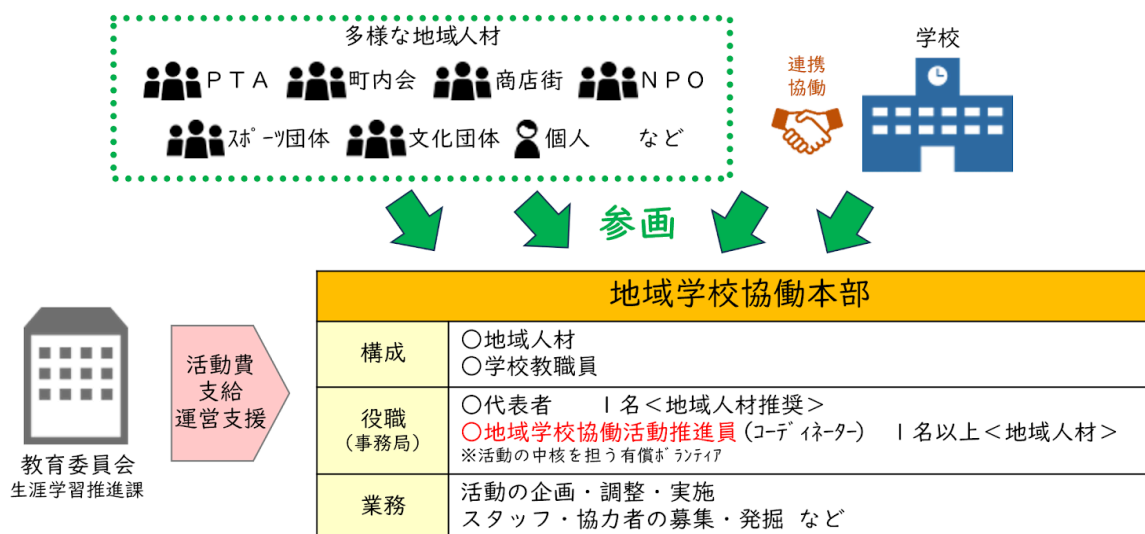 多様な地域人材
ＰＴＡ 町内会 商店街 ＮＰＯ
ｽﾎﾟｰﾂ団体 文化団体 個人 など
連携
協働
学校
参画
地域学校協働本部
構成
○地域人材
○学校教職員
役職
(事務局)
○代表者 １名＜地域人材推奨＞
○地域学校協働活動推進員(ｺｰﾃﾞｨﾈｰﾀｰ) １名以上＜地域人材＞
※活動の中核を担う有償ﾎﾞﾗﾝﾃｨｱ
業務
活動の企画・調整・実施
スタッフ・協力者の募集・発掘 など
活動費
支給
運営支援
教育委員会
生涯学習推進課